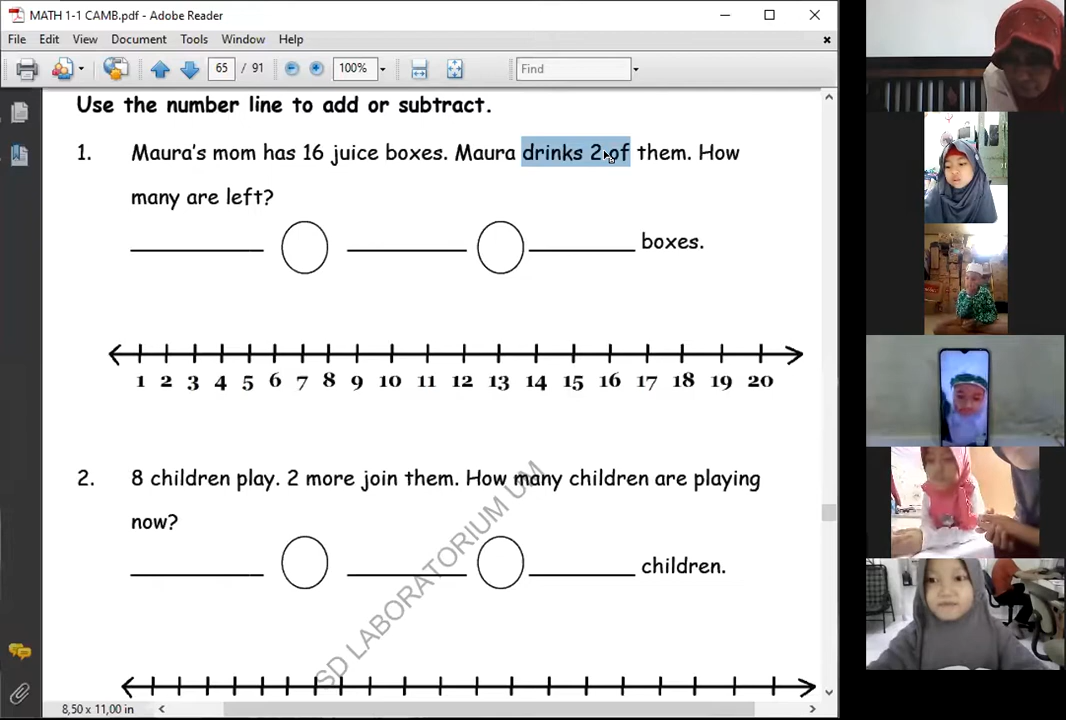 MATH 1-1 CAMB.pdf - Adobe Reader
File Edit View Document Tools Window Help
65 / 91 100% Find
Use the number line to add or subtract.
1. Maura's mom has 16 juice boxes. Maura drinks 2 of them. How
many are left?
boxes.
1 2 3 4 5 6 7 8 9 10 11 12 13 14 15 16 17 18 19 20
2. 8 children play. 2 more join them. How many children are playing
now?
children.
SD LABORATORIUM UM
8,50 x 11,00 in